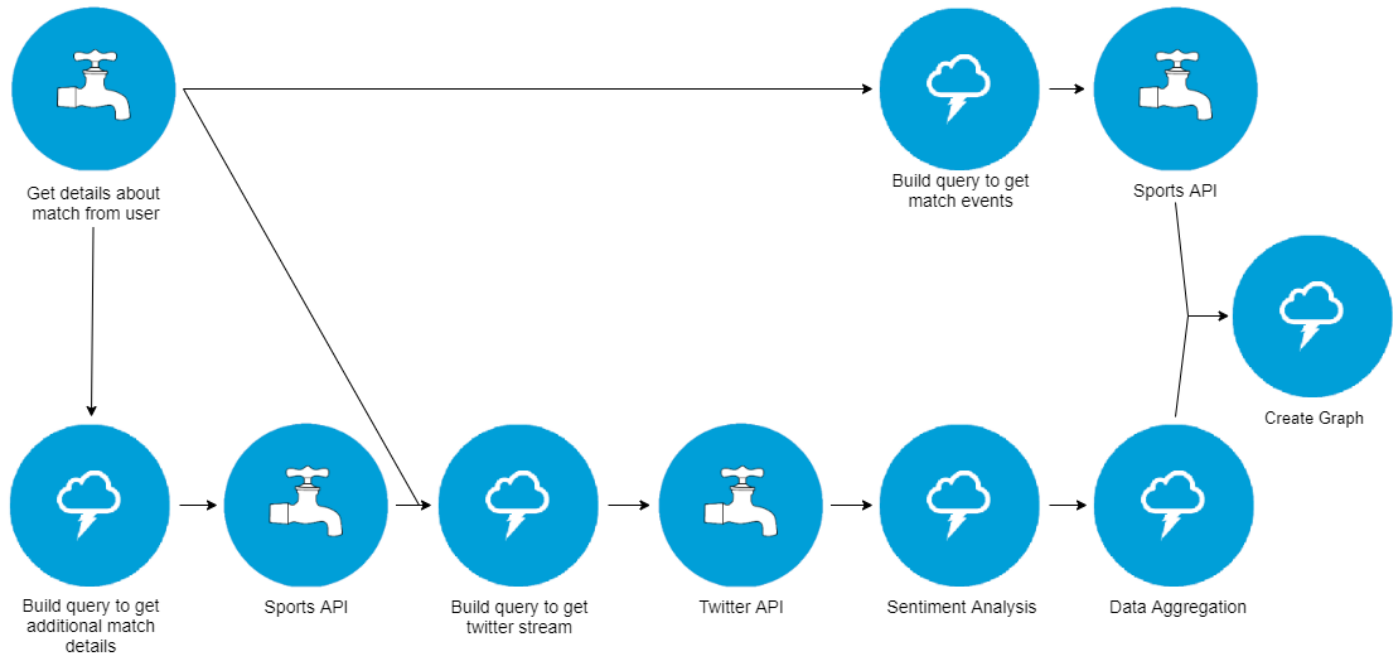 Get details about
match from user
Build query to get
match events
Sports API
Create Graph
Build query to get
additional match
details
Sports API
Build query to get
twitter stream
Twitter API
Sentiment Analysis
Data Aggregation